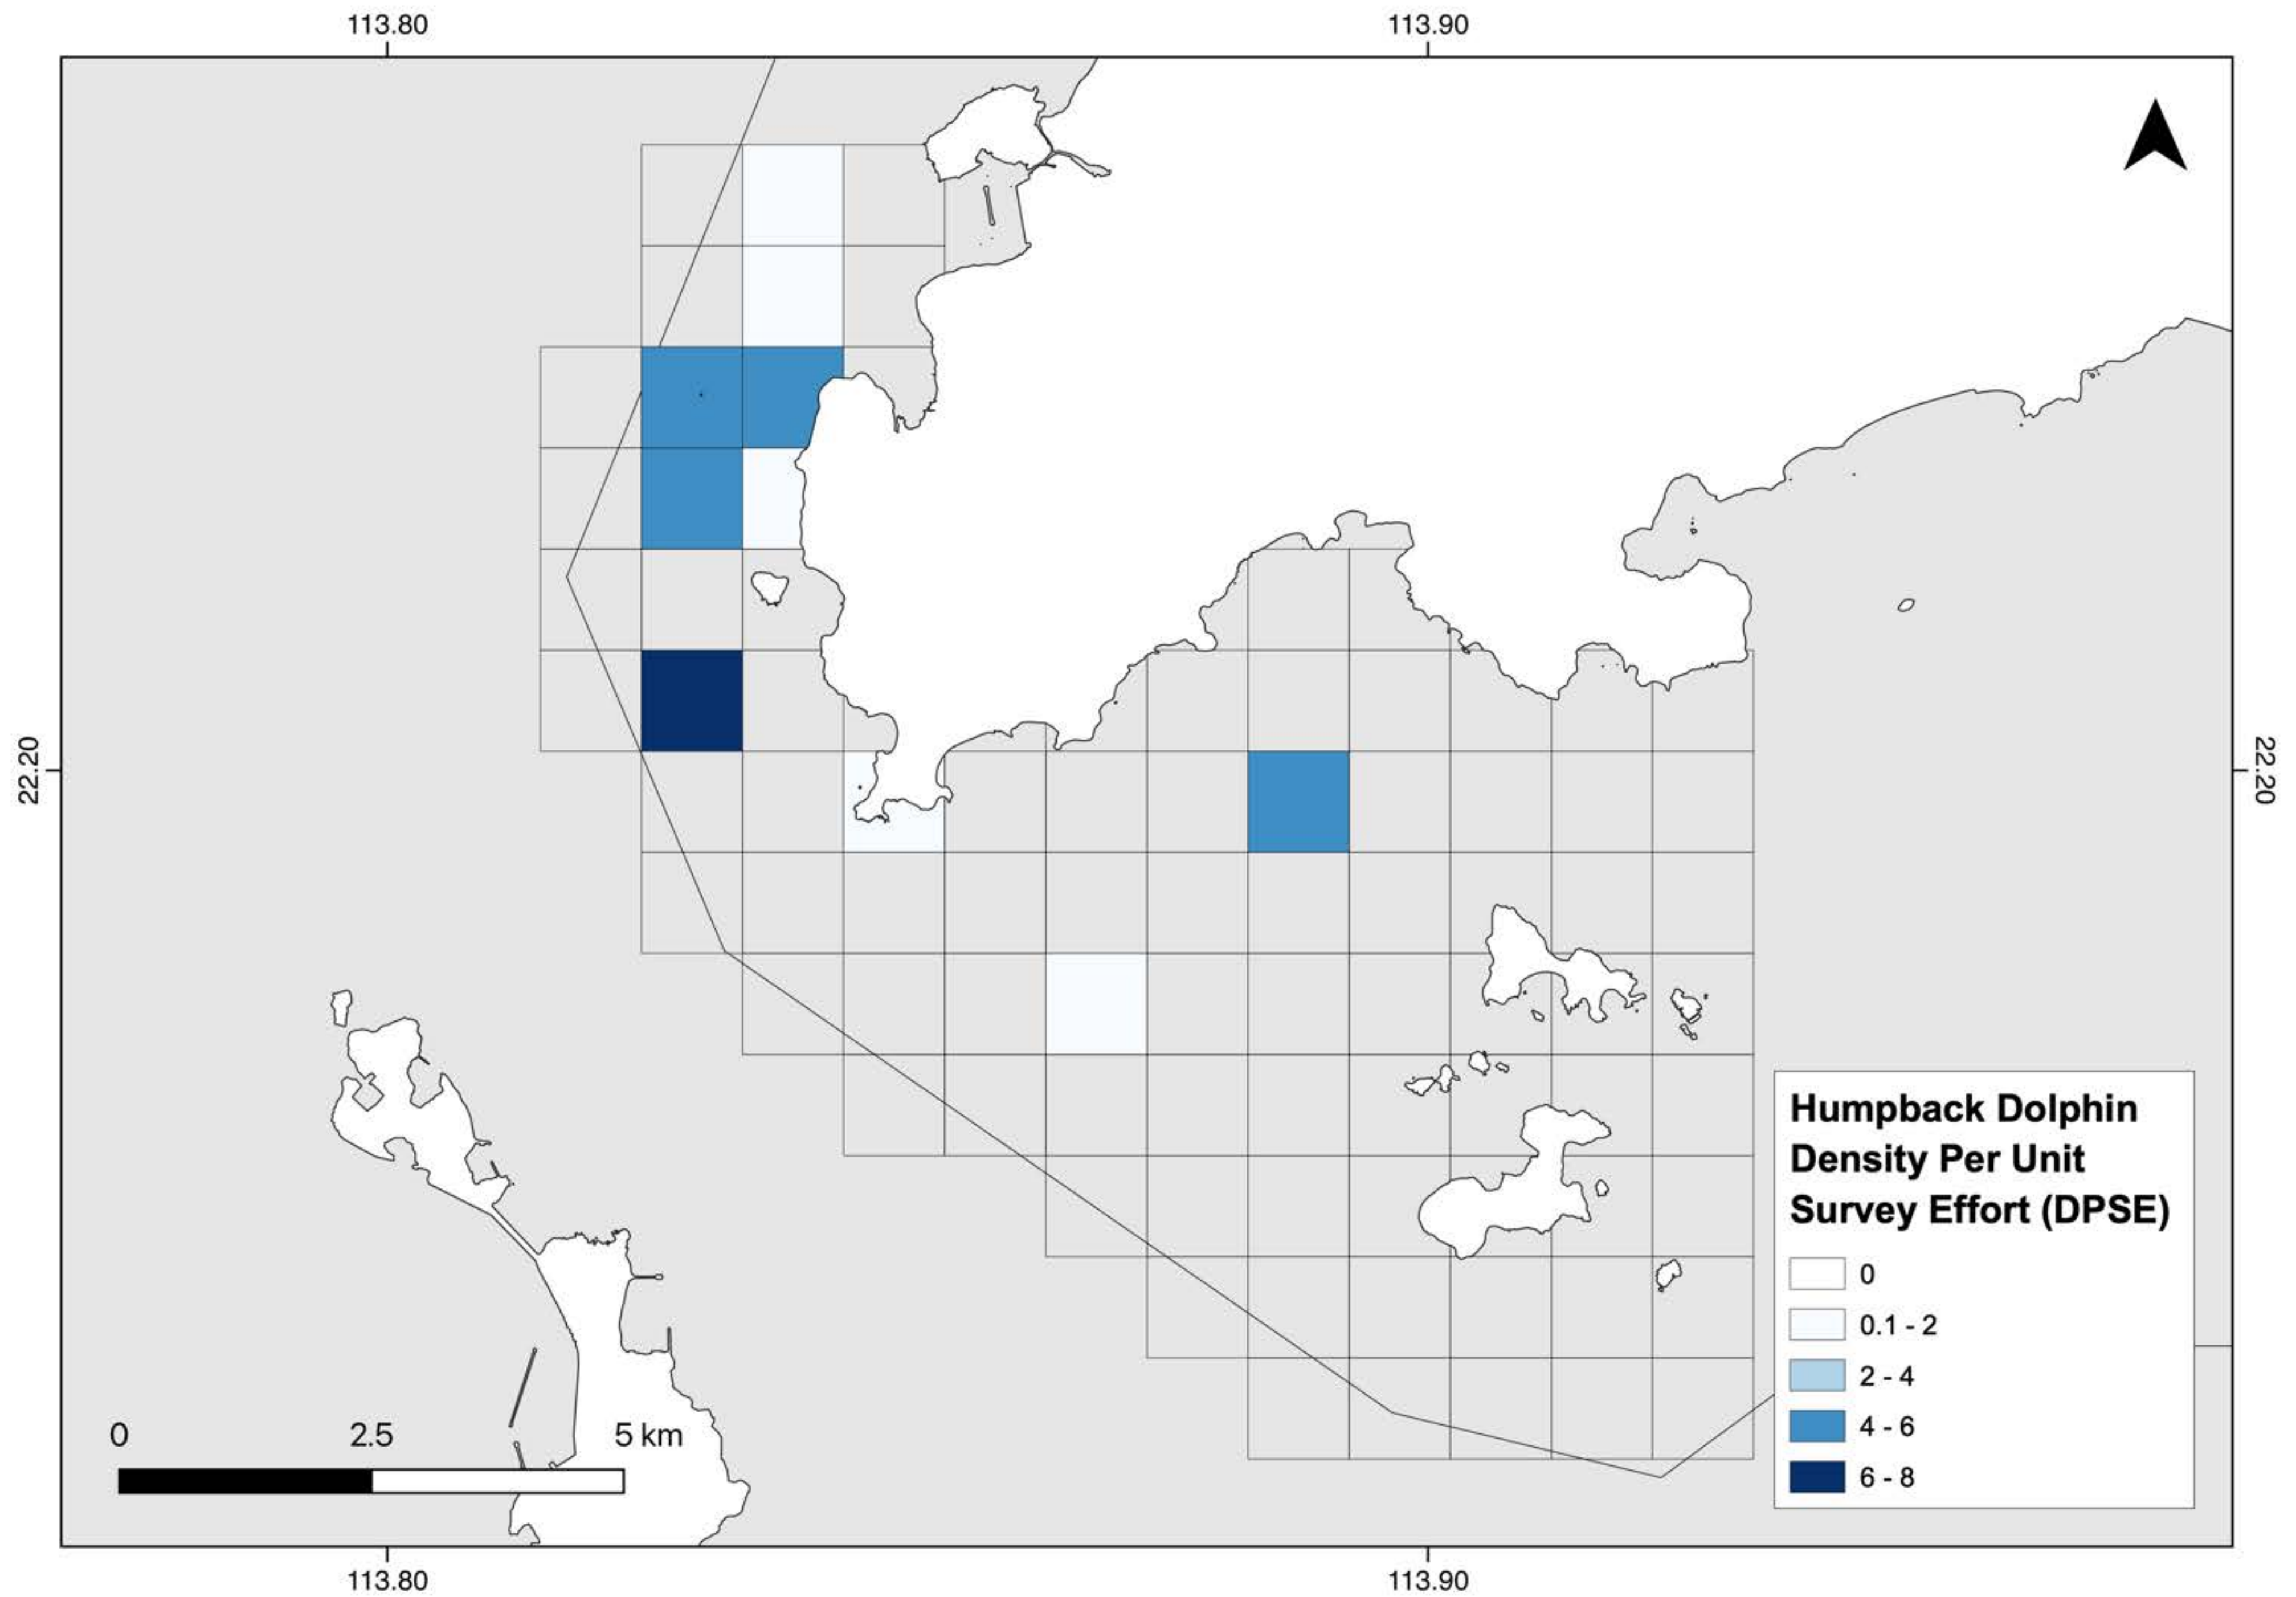 113.80
113.90
22.20
22.20
Humpback Dolphin
Density Per Unit
Survey Effort (DPSE)
0
0.1 - 2
2 - 4
4 - 6
6 - 8
0 2.5 5 km
113.80
113.90